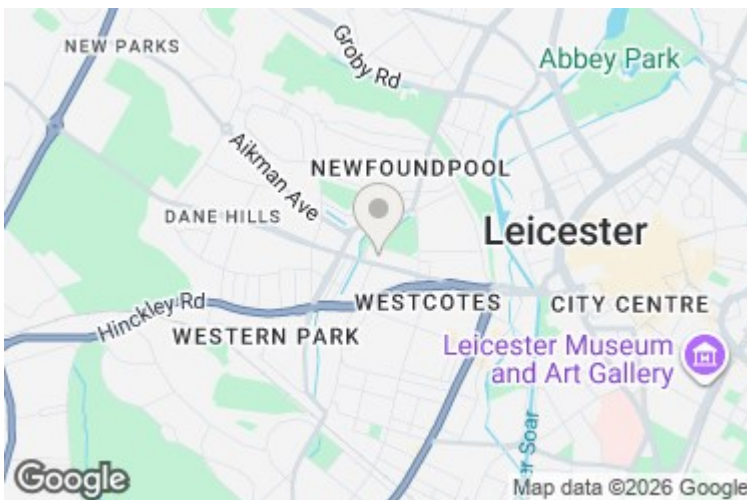 NEW PARKS
Groby Rd
Abbey Park
Aikman Ave
NEWFOUNDPOOL
DANE HILLS
Leicester
Hinckley Rd
WESTCOTES
CITY CENTRE
WESTERN PARK
Leicester Museum
and Art Gallery
er Soar
Google
Map data ©2026 Google